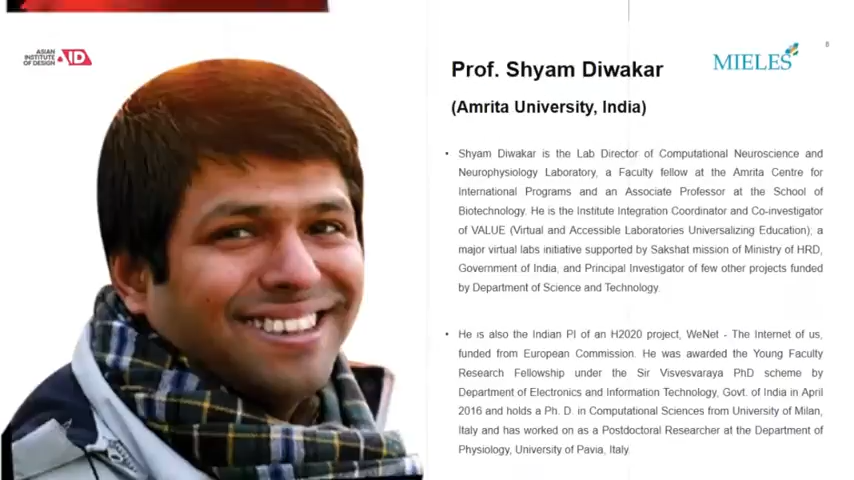 ASIAN
INSTITUTE
OF DESIGN
AID
Prof. Shyam Diwakar
MIELES
8
(Amrita University, India)
• Shyam Diwakar is the Lab Director of Computational Neuroscience and
Neurophysiology Laboratory, a Faculty fellow at the Amrita Centre for
International Programs and an Associate Professor at the School of
Biotechnology. He is the Institute Integration Coordinator and Co-investigator
of VALUE (Virtual and Accessible Laboratories Universalizing Education), a
major virtual labs initiative supported by Sakshat mission of Ministry of HRD,
Government of India, and Principal Investigator of few other projects funded
by Department of Science and Technology.
• He is also the Indian PI of an H2020 project, WeNet - The Internet of us,
funded from European Commission. He was awarded the Young Faculty
Research Fellowship under the Sir Visvesvaraya PhD scheme by
Department of Electronics and Information Technology, Govt. of India in April
2016 and holds a Ph. D. in Computational Sciences from University of Milan,
Italy and has worked on as a Postdoctoral Researcher at the Department of
Physiology, University of Pavia, Italy